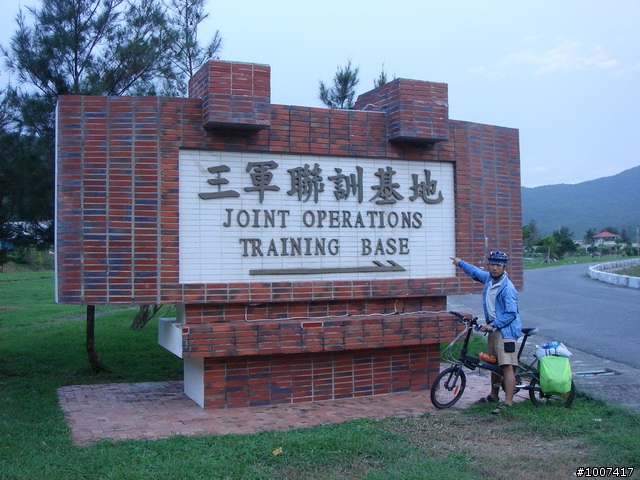 三軍聯訓基地
JOINT OPERATIONS
TRAINING BASE
#1007417